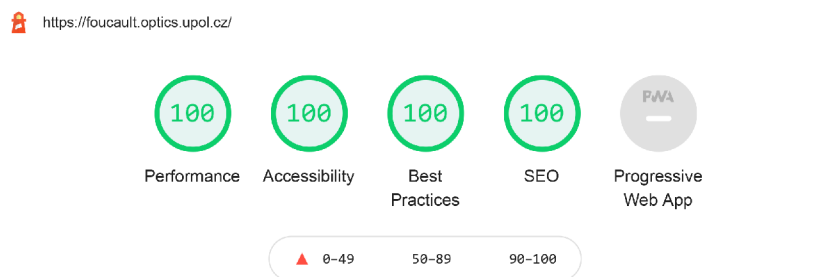 https://foucault.optics.upol.cz/
100 100 100 100 PWA
Performance Accessibility Best Practices SEO Progressive Web App
0–49 50–89 90–100